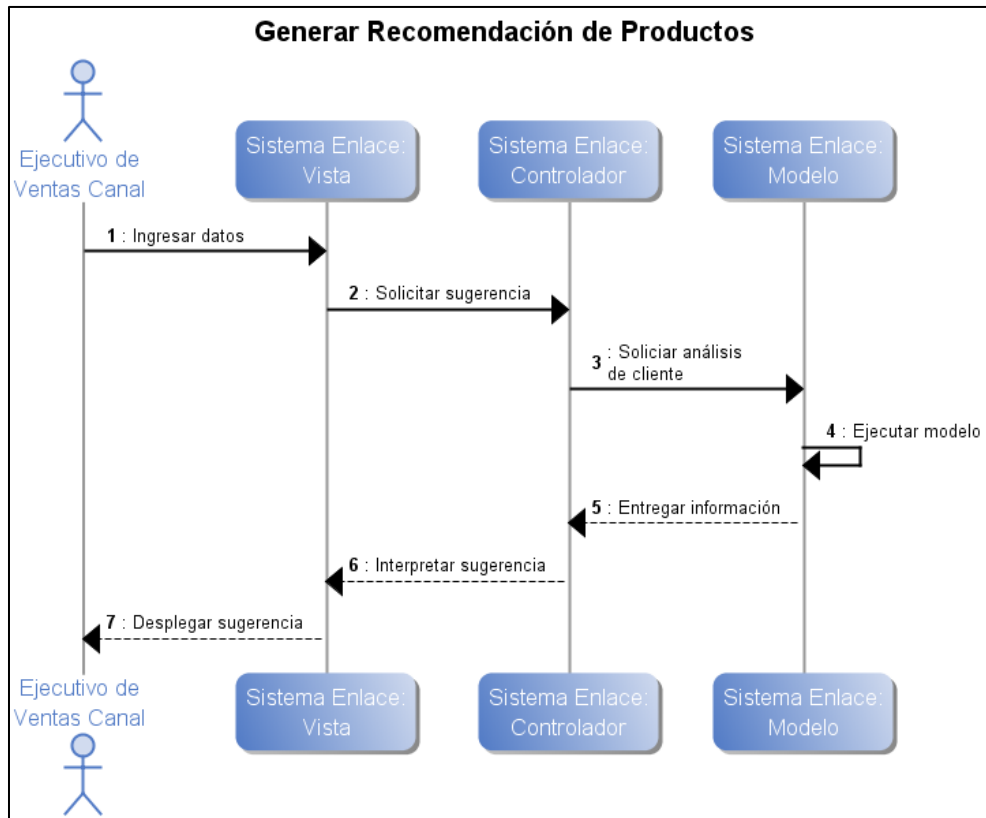 Generar Recomendación de Productos
Ejecutivo de
Ventas Canal
Sistema Enlace:
Vista
Sistema Enlace:
Controlador
Sistema Enlace:
Modelo
1 : Ingresar datos
2 : Solicitar sugerencia
3 : Soliciar análisis
de cliente
4 : Ejecutar modelo
5 : Entregar información
6 : Interpretar sugerencia
7 : Desplegar sugerencia
Ejecutivo de
Ventas Canal
Sistema Enlace:
Vista
Sistema Enlace:
Controlador
Sistema Enlace:
Modelo